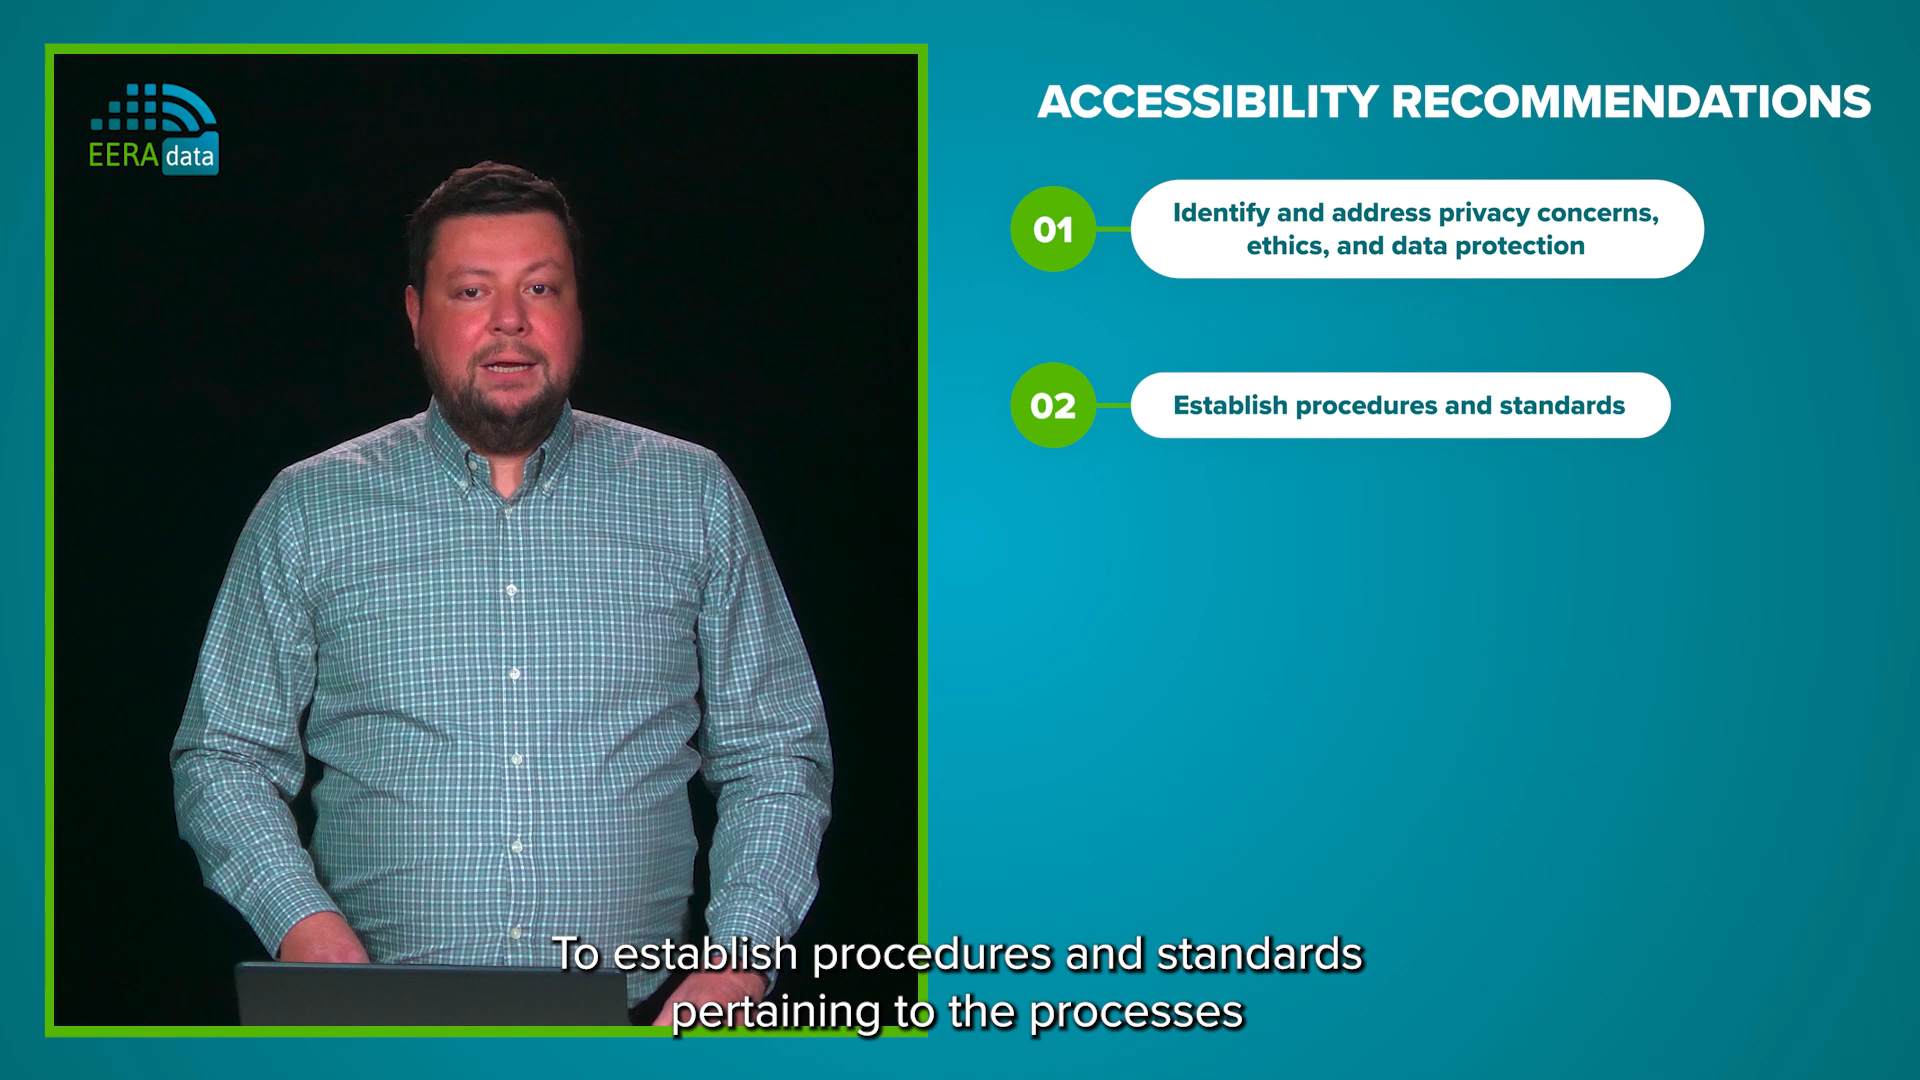 EERA data
ACCESSIBILITY RECOMMENDATIONS
01
Identify and address privacy concerns,
ethics, and data protection
02
Establish procedures and standards
To establish procedures and standards
pertaining to the processes